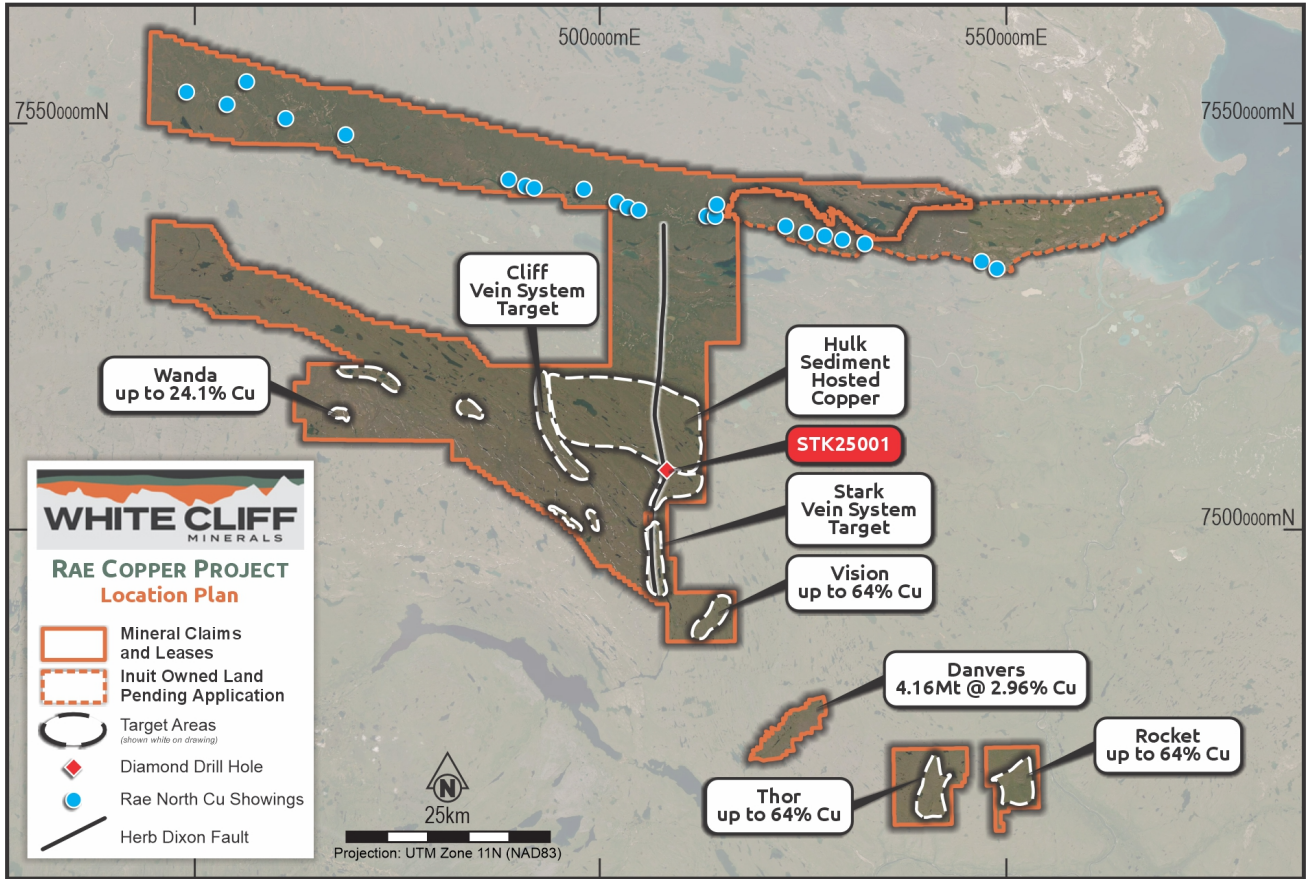 500000mE
550000mE
7550000mN
7550000mN
Cliff
Vein System
Target
Wanda
up to 24.1% Cu
Hulk
Sediment
Hosted
Copper
STK25001
Stark
Vein System
Target
7500000mN
Vision
up to 64% Cu
Danvers
4.16Mt @ 2.96% Cu
Rocket
up to 64% Cu
Thor
up to 64% Cu
WHITE CLIFF
MINERALS
RAE COPPER PROJECT
Location Plan
Mineral Claims
and Leases
Inuit Owned Land
Pending Application
Target Areas
(shown white on drawing)
Diamond Drill Hole
Rae North Cu Showings
Herb Dixon Fault
N
25km
Projection: UTM Zone 11N (NAD83)